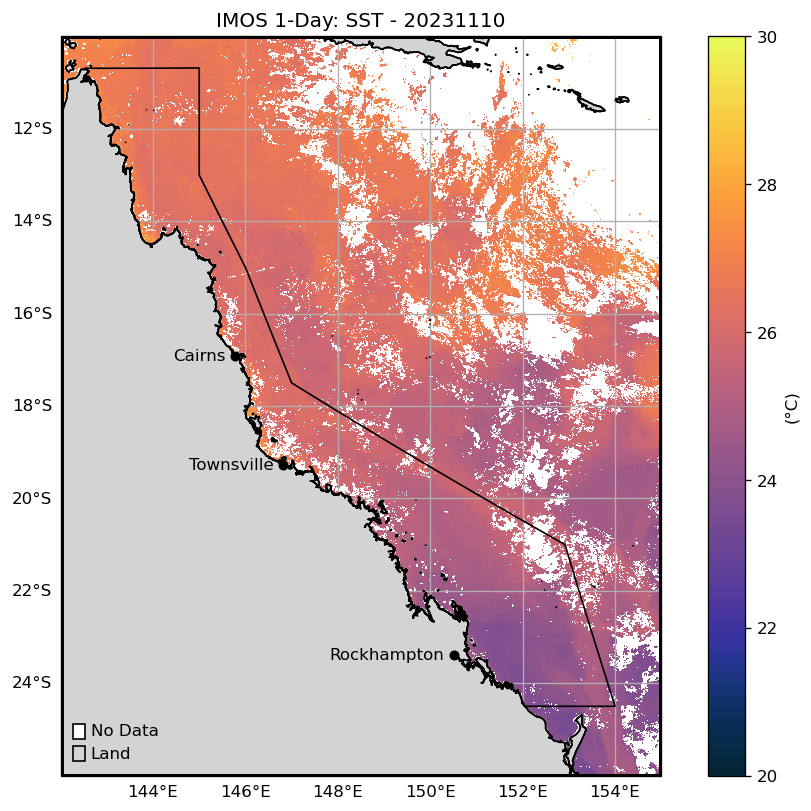 IMOS 1-Day: SST - 20231110
30
12°S
28
14°S
16°S
26
Cairns
(°C)
18°S
Townsville
24
20°S
22°S
22
Rockhampton
24°S
No Data
Land
20
144°E 146°E 148°E 150°E 152°E 154°E